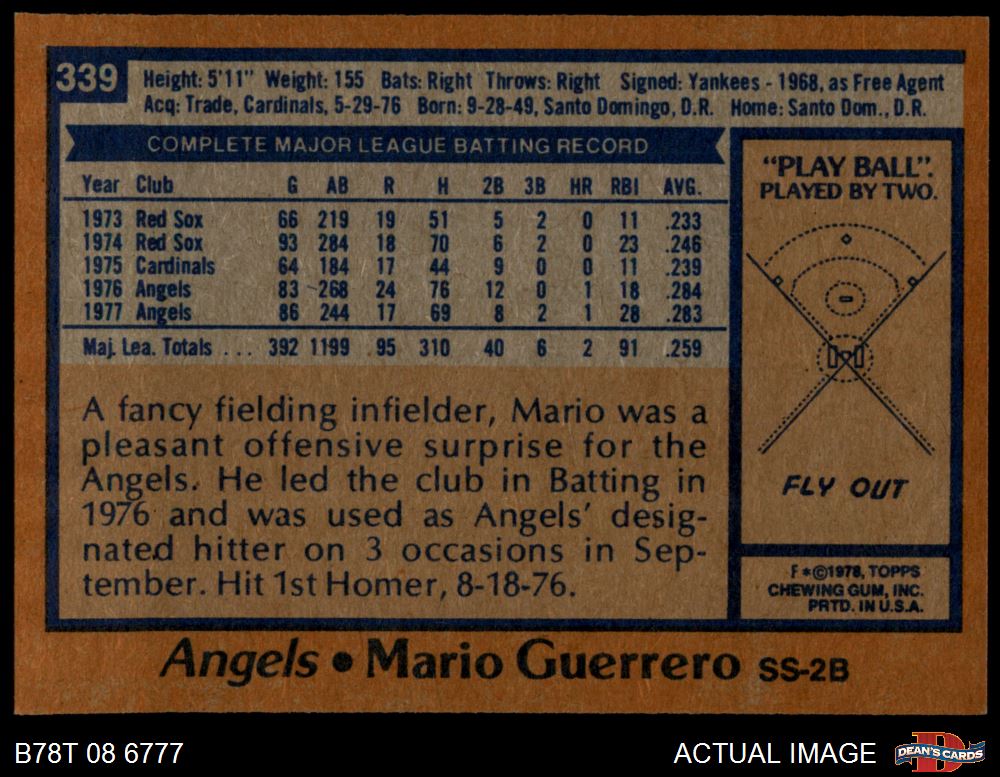 339
Height: 5'11" Weight: 155 Bats: Right Throws: Right Signed: Yankees - 1968, as Free Agent
Acq: Trade, Cardinals, 5-29-76 Born: 9-28-49, Santo Domingo, D.R. Home: Santo Dom., D.R.
COMPLETE MAJOR LEAGUE BATTING RECORD
Year Club G AB R H 2B 3B HR RBI AVG.
1973 Red Sox 66 219 19 51 5 2 0 11 .233
1974 Red Sox 93 284 18 70 6 2 0 23 .246
1975 Cardinals 64 184 17 44 9 0 0 11 .239
1976 Angels 83 268 24 76 12 0 1 18 .284
1977 Angels 86 244 17 69 8 2 1 28 .283
Maj. Lea. Totals ... 392 1199 95 310 40 6 2 91 .259
A fancy fielding infielder, Mario was a
pleasant offensive surprise for the
Angels. He led the club in Batting in
1976 and was used as Angels' desig-
nated hitter on 3 occasions in Sep-
tember. Hit 1st Homer, 8-18-76.
"PLAY BALL".
PLAYED BY TWO.
FLY OUT
F*©1978, TOPPS
CHEWING GUM, INC.
PRTD. IN U.S.A.
Angels • Mario Guerrero SS-2B
B78T 08 6777
ACTUAL IMAGE
D
DEAN'S CARDS